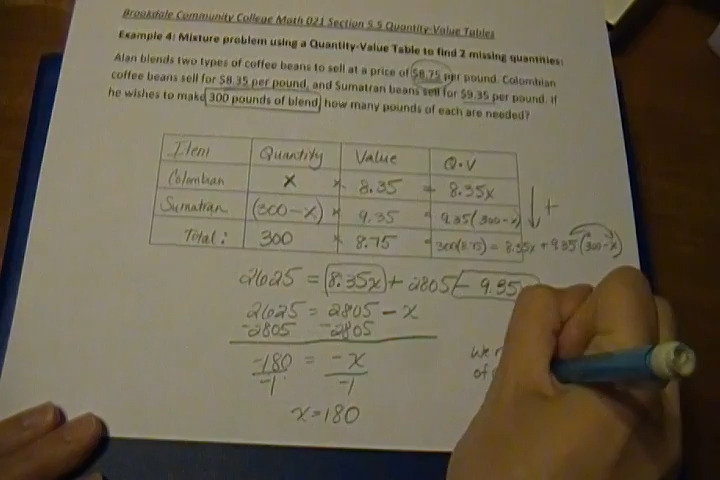 Brookdale Community College Math 021 Section 5.5 Quantity-Value Tables
Example 4: Mixture problem using a Quantity-Value Table to find 2 missing quantities:
Alan blends two types of coffee beans to sell at a price of $8.75 per pound. Colombian
coffee beans sell for $8.35 per pound, and Sumatran beans sell for $9.35 per pound. If
he wishes to make 300 pounds of blend, how many pounds of each are needed?
Item Quantity Value Q·V
Colombian x × 8.35 = 8.35x
Sumatran (300-x) × 9.35 = 9.35(300-x) +
Total: 300 × 8.75 = 300(8.75) = 8.35x + 9.35(300-x)
2625 = 8.35x + 2805 - 9.35
2625 = 2805 - x
-2805 -2805
-180 = -x
-1 -1
x=180
We
of